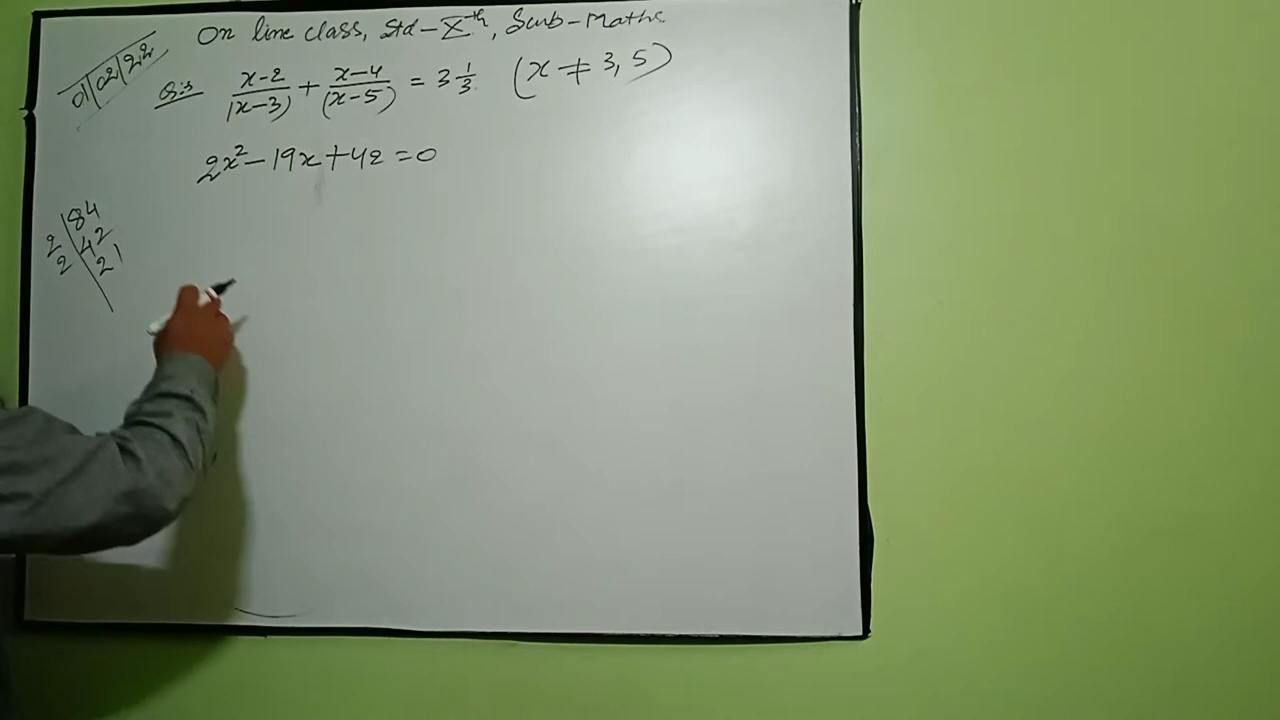 On line class, Std-Xth, Sub-Maths
01/02/22
Q:3 x-2/(x-3) + x-4/(x-5) = 3 1/3 (x ≠ 3, 5)
2x² - 19x + 42 = 0
84
2 42
2 21